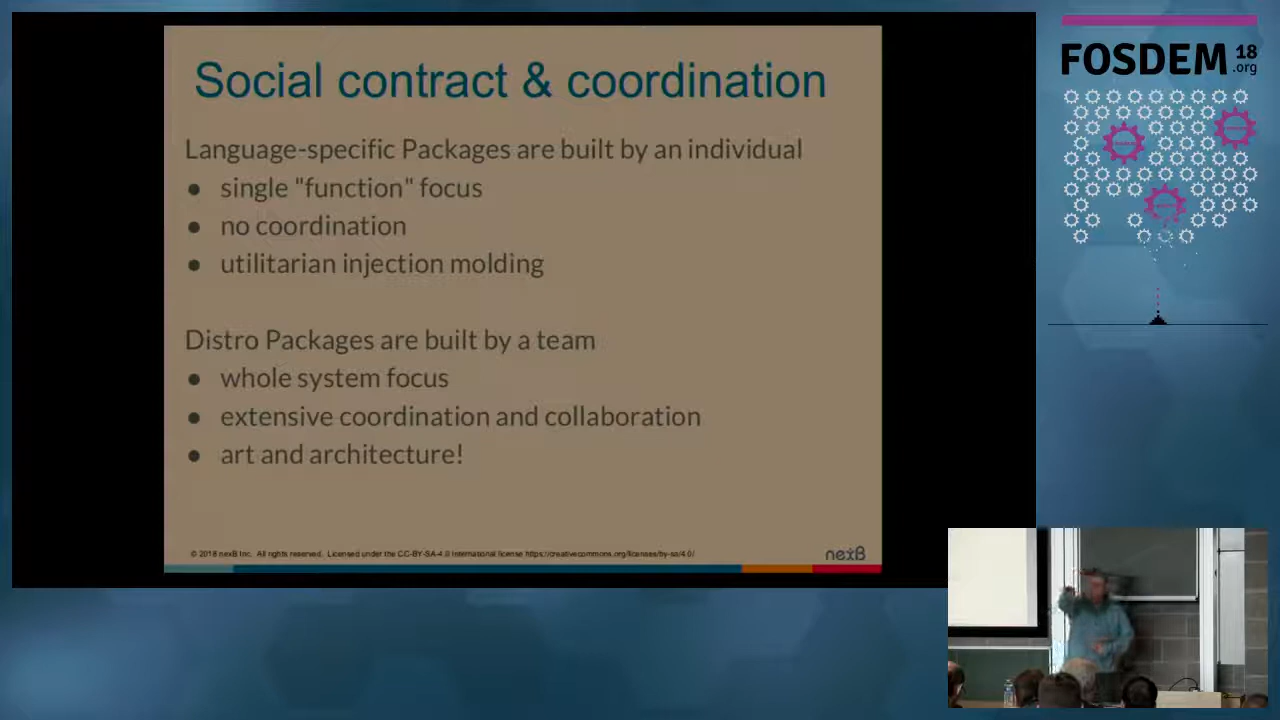 Social contract & coordination
Language-specific Packages are built by an individual
● single "function" focus
● no coordination
● utilitarian injection molding
Distro Packages are built by a team
● whole system focus
● extensive coordination and collaboration
● art and architecture!
© 2018 nexB Inc. All rights reserved. Licensed under the CC-BY-SA-4.0 International license https://creativecommons.org/licenses/by-sa/4.0/
nexB
FOSDEM 18
.org